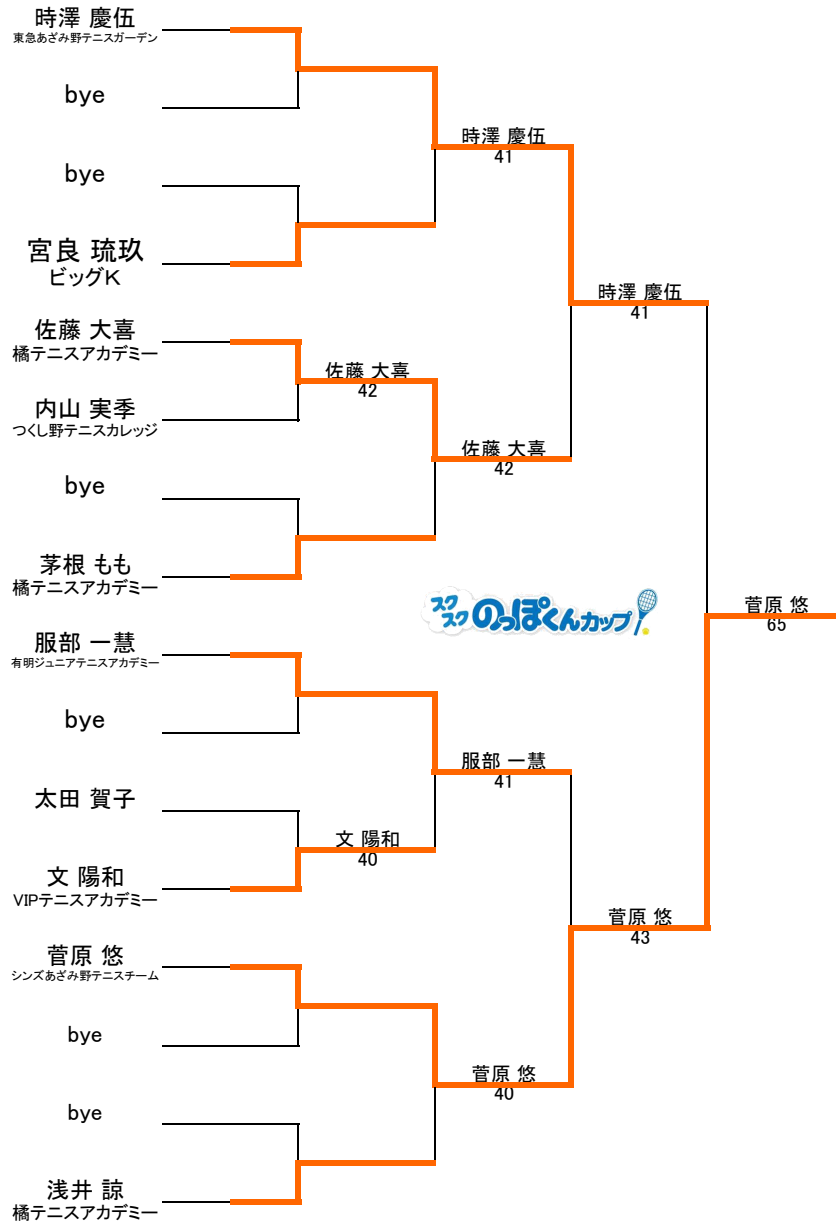 時澤 慶伍
東急あざみ野テニスガーデン
bye
bye
宮良 琉玖
ビッグK
佐藤 大喜
橘テニスアカデミー
内山 実季
つくし野テニスカレッジ
bye
茅根 もも
橘テニスアカデミー
服部 一慧
有明ジュニアテニスアカデミー
bye
太田 賀子
文 陽和
VIPテニスアカデミー
菅原 悠
シンズあざみ野テニスチーム
bye
bye
浅井 諒
橘テニスアカデミー
佐藤 大喜
42
文 陽和
40
時澤 慶伍
41
佐藤 大喜
42
服部 一慧
41
菅原 悠
40
時澤 慶伍
41
菅原 悠
43
菅原 悠
65
スクスク のっぽくんカップ